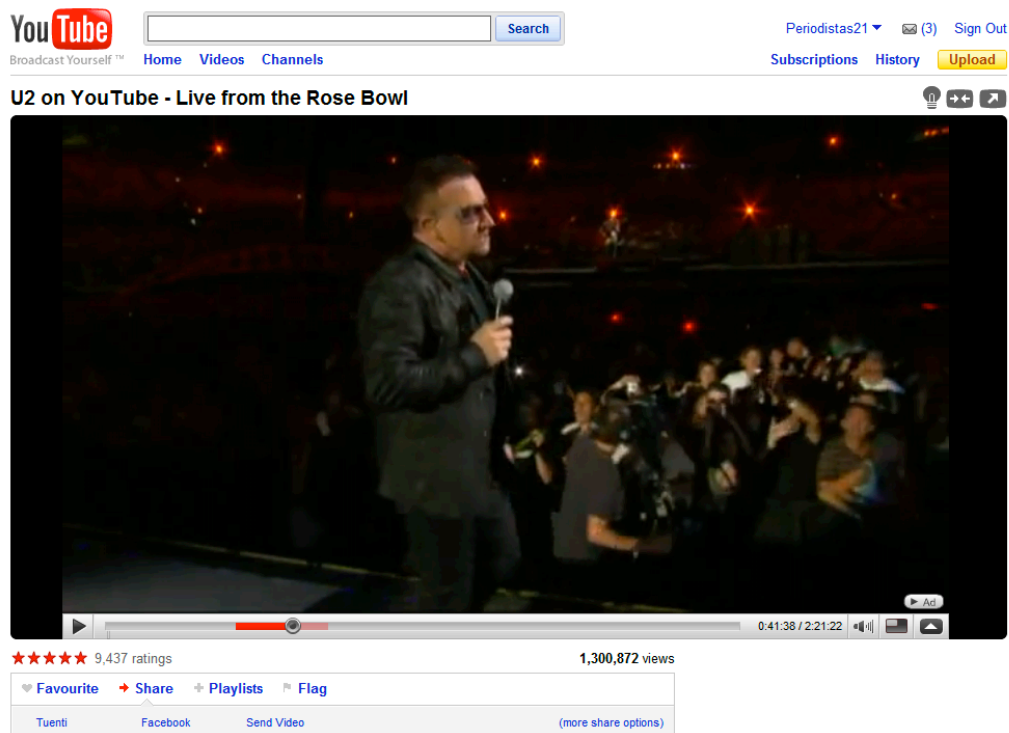 YouTube
Broadcast Yourself ™
Search
Periodistas21 (3) Sign Out
Home Videos Channels
Subscriptions History Upload
U2 on YouTube - Live from the Rose Bowl
Ad
0:41:38 / 2:21:22
9,437 ratings
1,300,872 views
Favourite Share Playlists Flag
Tuenti Facebook Send Video (more share options)